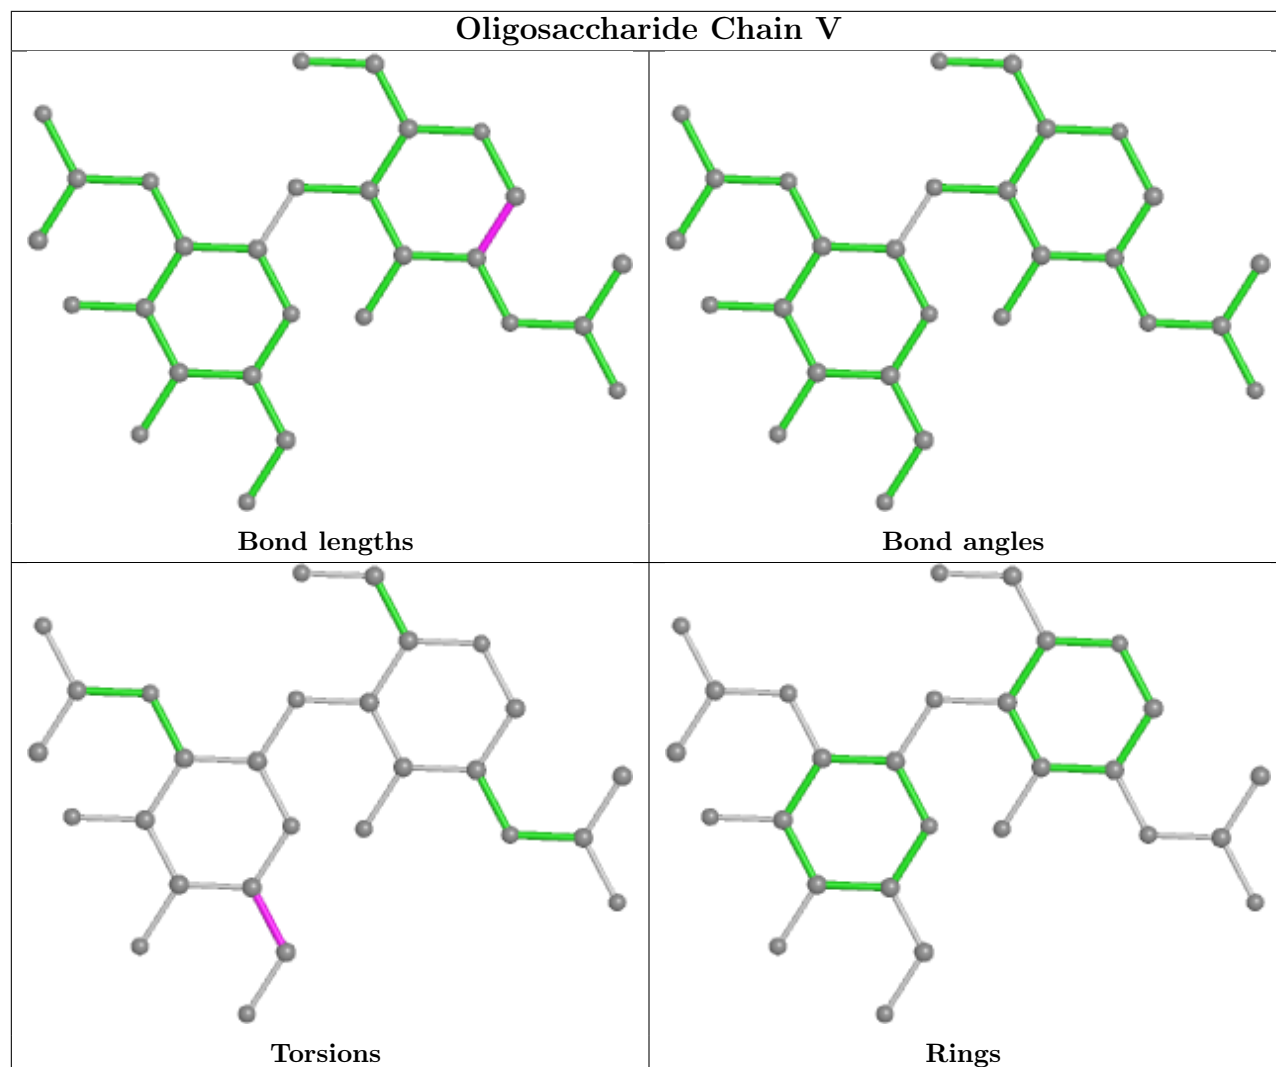 Oligosaccharide Chain V
Bond lengths
Bond angles
Torsions
Rings